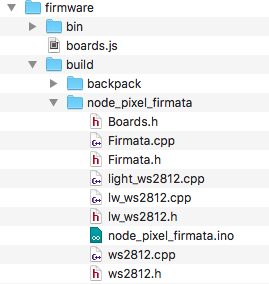 firmware
bin
boards.js
build
backpack
node_pixel_firmata
Boards.h
Firmata.cpp
Firmata.h
light_ws2812.cpp
lw_ws2812.cpp
lw_ws2812.h
node_pixel_firmata.ino
ws2812.cpp
ws2812.h